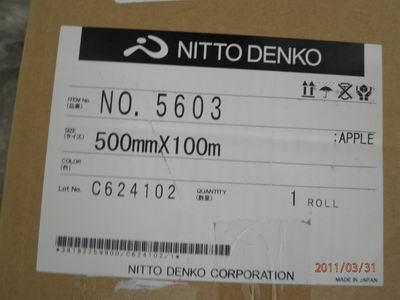 NITTO DENKO
ITEM No.
(品番)
NO. 5603
SIZE
(サイズ)
500mmX100m
:APPLE
COLOR
(色)
Lot No. C624102
QUANTITY
(数量)
1 ROLL
NITTO DENKO CORPORATION
MADE IN JAPAN
2011/03/31